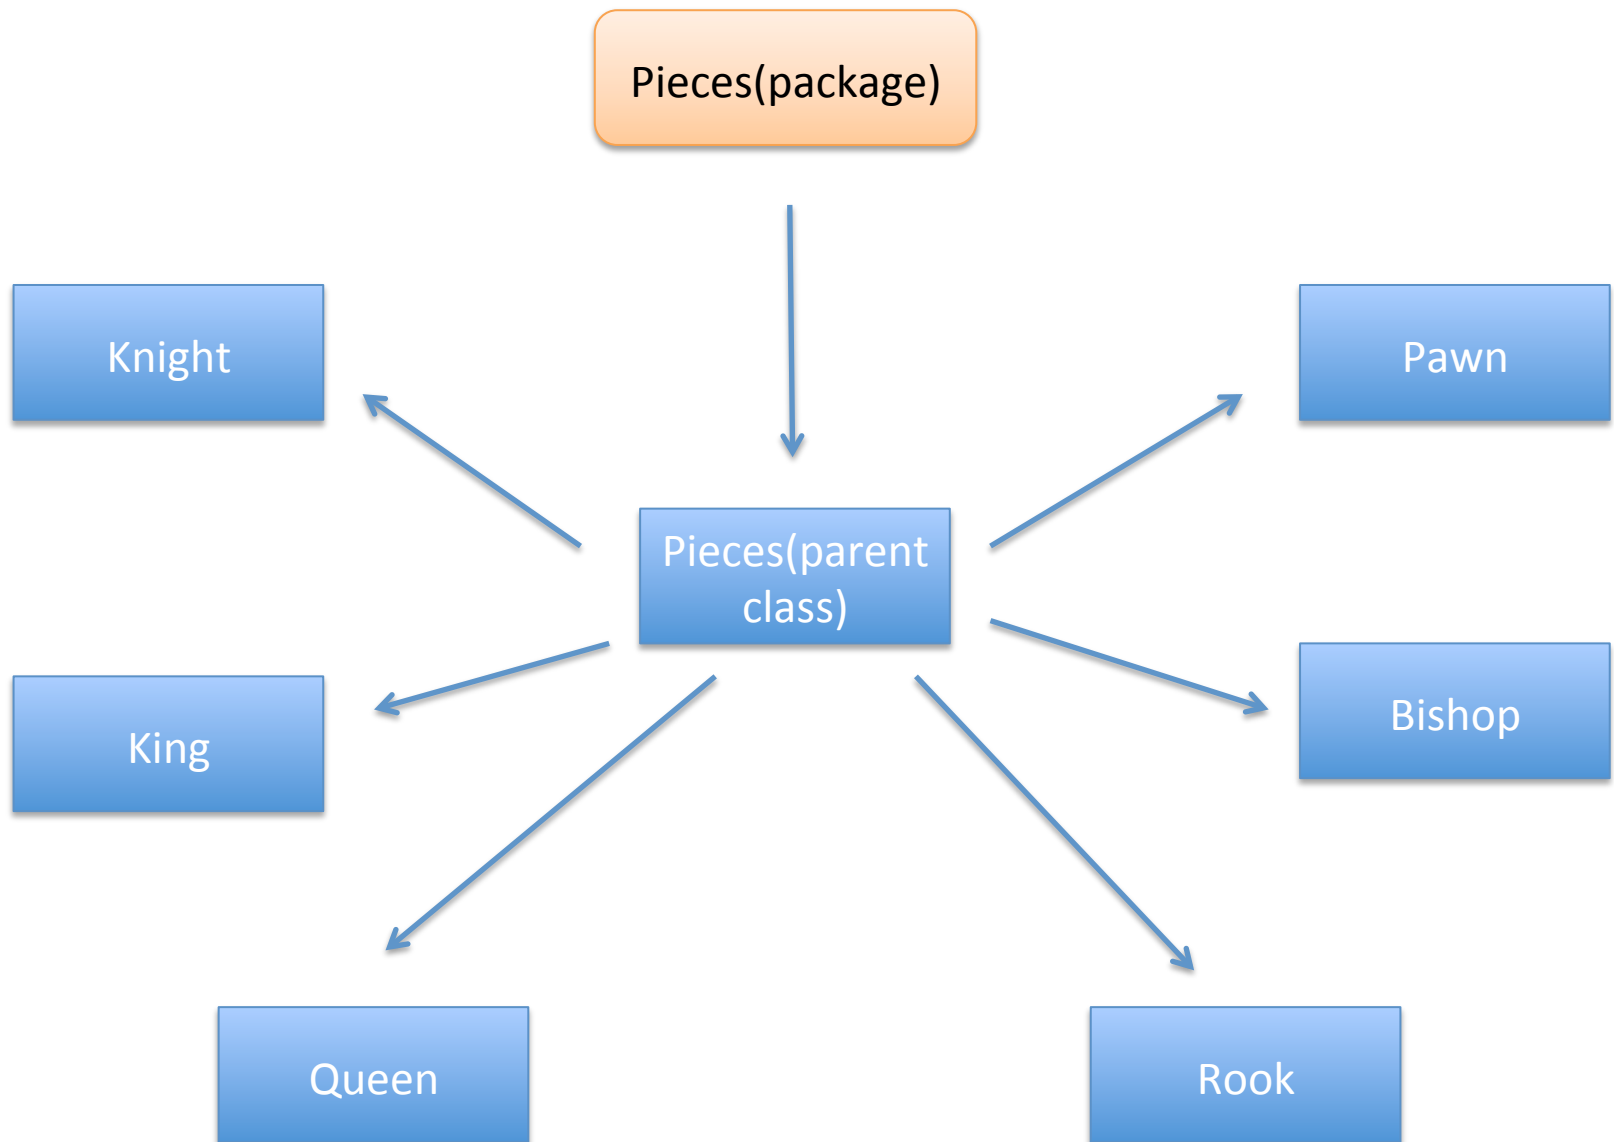 Pieces(package)
Knight
Pawn
Pieces(parent
class)
King
Bishop
Queen
Rook